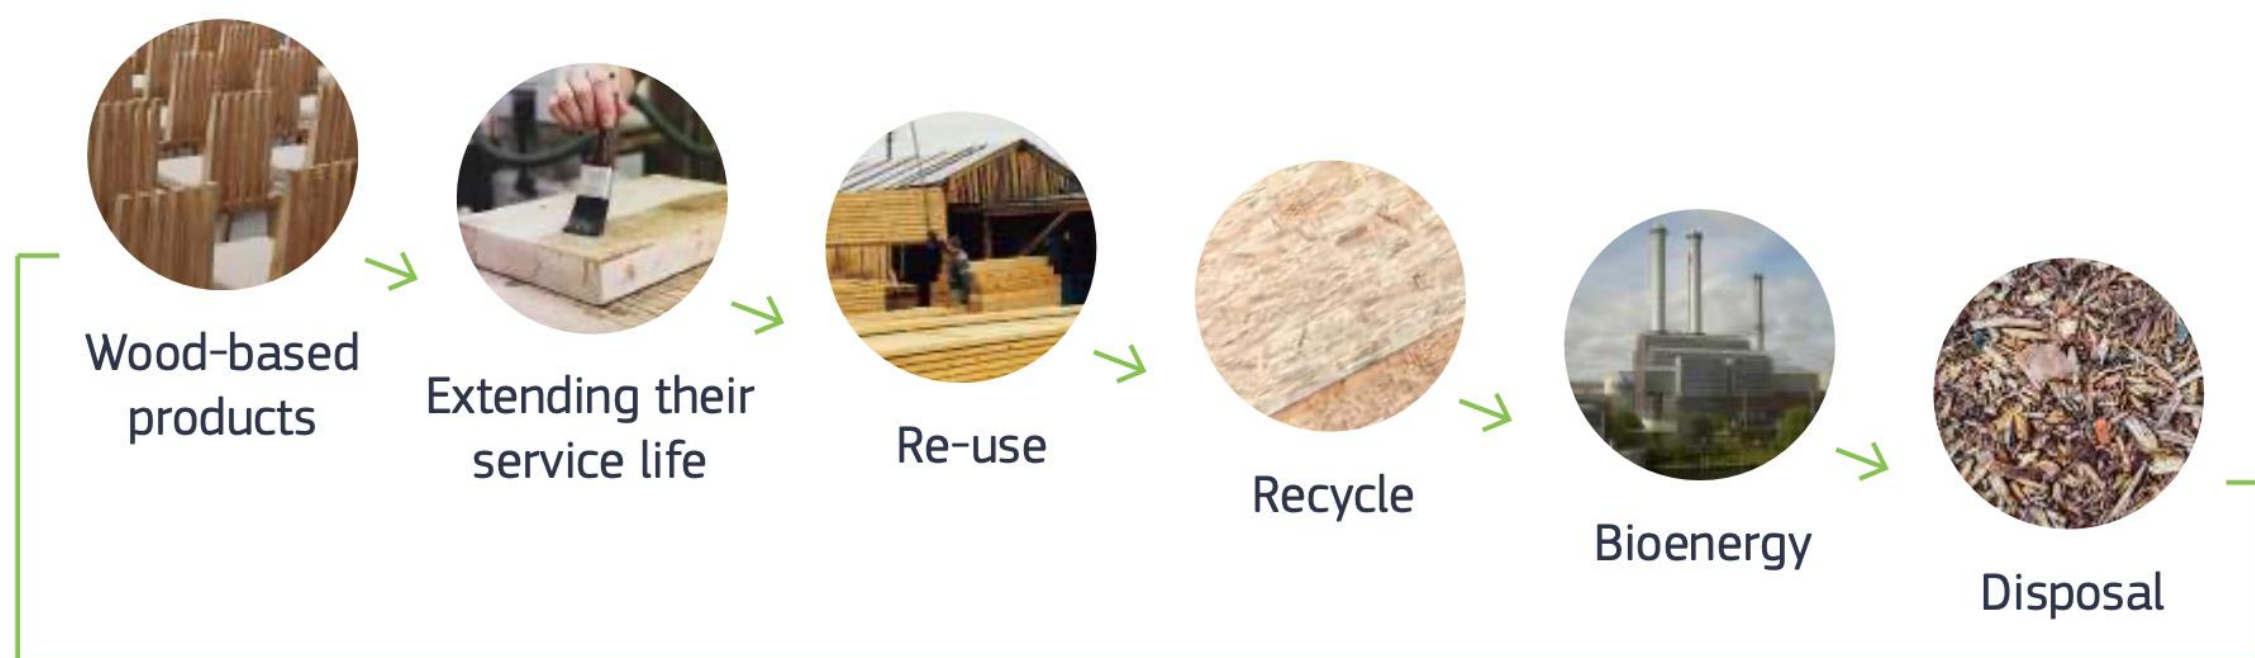 Wood-based
products
Extending their
service life
Re-use
Recycle
Bioenergy
Disposal